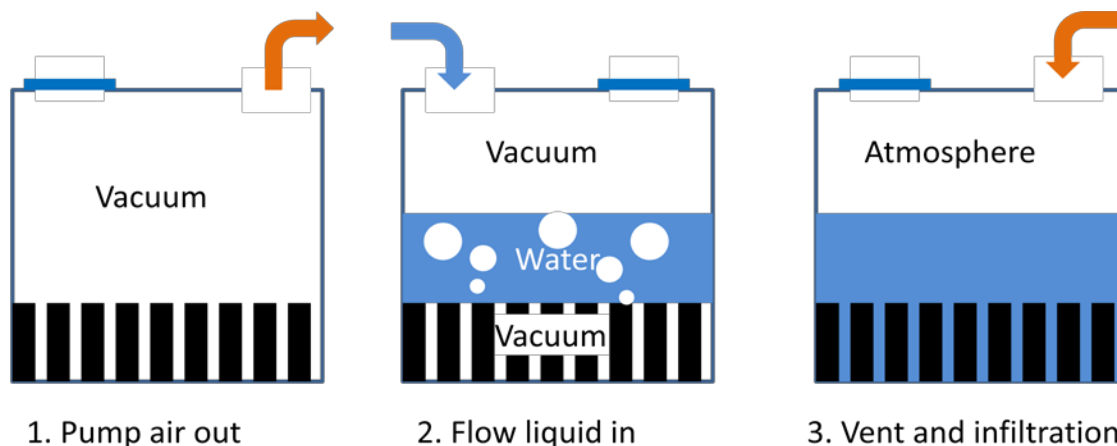 Vacuum
Vacuum
Water
Vacuum
Atmosphere
1. Pump air out
2. Flow liquid in
3. Vent and infiltration